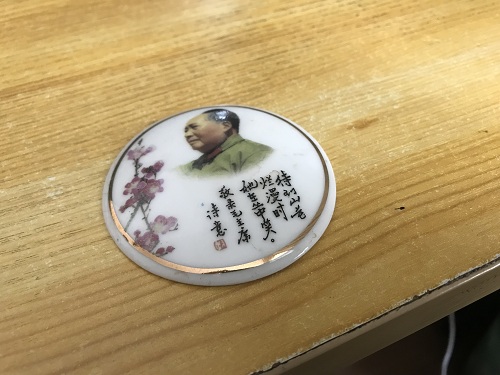 待到山花
烂漫时
她在丛中笑。
敬录毛主席
诗意